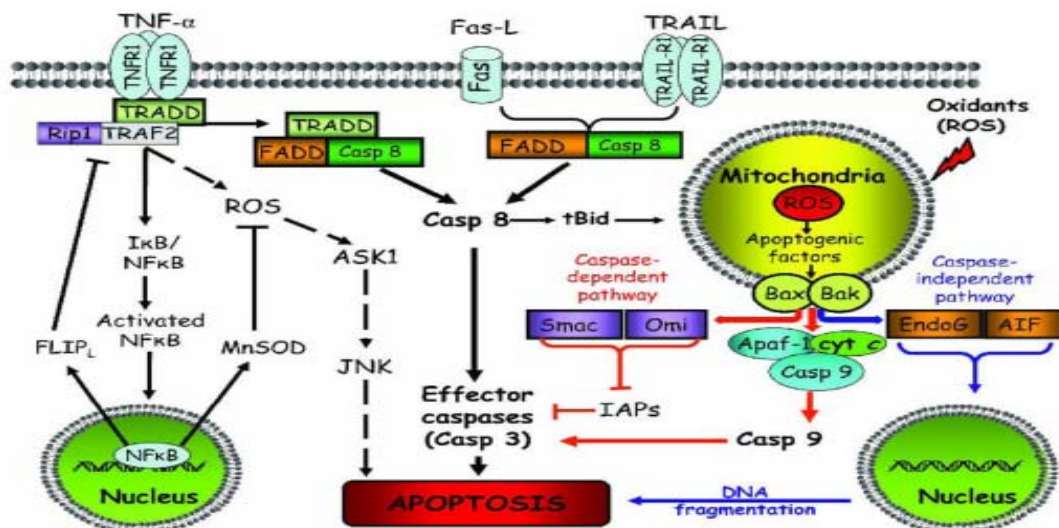 TNF-α
Fas-L
TRAIL
TNFR1
TNFR1
Fas
TRAIL-R1
TRAIL-R1
TRADD
Rip1
TRAF2
TRADD
FADD
Casp 8
FADD
Casp 8
Oxidants
(ROS)
Mitochondria
ROS
Apoptogenic
factors
Bax
Bak
ROS
Casp 8
tBid
IκB/
NFκB
ASK1
Caspase-
dependent
pathway
Caspase-
independent
pathway
Smac
Omi
EndoG
AIF
Apaf-1
cyt c
Casp 9
Activated
NFκB
FLIPL
MnSOD
JNK
Effector
caspases
(Casp 3)
IAPs
Casp 9
NFκB
Nucleus
APOPTOSIS
DNA
fragmentation
Nucleus